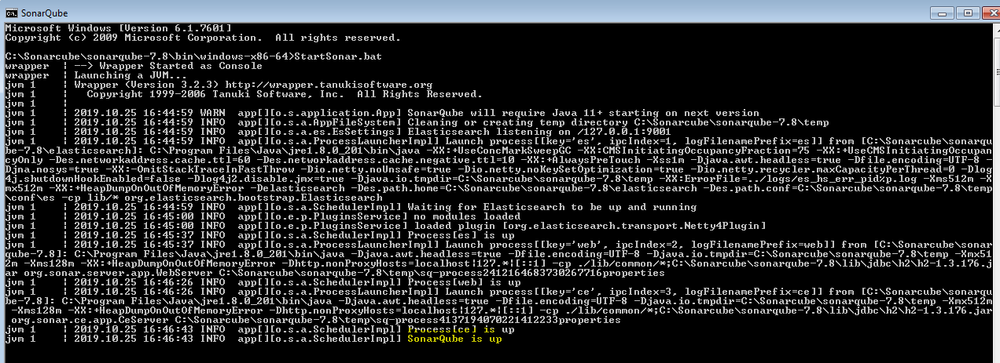 SonarQube
Microsoft Windows [Version 6.1.7601]
Copyright (c) 2009 Microsoft Corporation.  All rights reserved.
C:\Sonarcube\sonarqube-7.8\bin\windows-x86-64>StartSonar.bat
wrapper  | --> Wrapper Started as Console
wrapper  | Launching a JVM...
jvm 1    | Wrapper (Version 3.2.3) http://wrapper.tanukisoftware.org
jvm 1    |   Copyright 1999-2006 Tanuki Software, Inc.  All Rights Reserved.
jvm 1    |
jvm 1    | 2019.10.25 16:44:59 WARN  app[][o.s.application.App] SonarQube will require Java 11+ starting on next version
jvm 1    | 2019.10.25 16:44:59 INFO  app[][o.s.a.AppFileSystem] Cleaning or creating temp directory C:\Sonarcube\sonarqube-7.8\temp
jvm 1    | 2019.10.25 16:44:59 INFO  app[][o.s.a.es.EsSettings] Elasticsearch listening on /127.0.0.1:9001
jvm 1    | 2019.10.25 16:44:59 INFO  app[][o.s.a.ProcessLauncherImpl] Launch process[[key='es', ipcIndex=1, logFilenamePrefix=es]] from [C:\Sonarcube\sonarqu
be-7.8\elasticsearch]: C:\Program Files\Java\jre1.8.0_201\bin\java -XX:+UseConcMarkSweepGC -XX:CMSInitiatingOccupancyFraction=75 -XX:+UseCMSInitiatingOccupan
cyOnly -Des.networkaddress.cache.ttl=60 -Des.networkaddress.cache.negative.ttl=10 -XX:+AlwaysPreTouch -Xss1m -Djava.awt.headless=true -Dfile.encoding=UTF-8 -
Djna.nosys=true -XX:-OmitStackTraceInFastThrow -Dio.netty.noUnsafe=true -Dio.netty.noKeySetOptimization=true -Dio.netty.recycler.maxCapacityPerThread=0 -Dlog
4j.shutdownHookEnabled=false -Dlog4j2.disable.jmx=true -Djava.io.tmpdir=C:\Sonarcube\sonarqube-7.8\temp -XX:ErrorFile=../logs/es_hs_err_pid%p.log -Xms512m -X
mx512m -XX:+HeapDumpOnOutOfMemoryError -Delasticsearch -Des.path.home=C:\Sonarcube\sonarqube-7.8\elasticsearch -Des.path.conf=C:\Sonarcube\sonarqube-7.8\temp
\conf\es -cp lib/* org.elasticsearch.bootstrap.Elasticsearch
jvm 1    | 2019.10.25 16:44:59 INFO  app[][o.s.a.SchedulerImpl] Waiting for Elasticsearch to be up and running
jvm 1    | 2019.10.25 16:45:00 INFO  app[][o.e.p.PluginsService] no modules loaded
jvm 1    | 2019.10.25 16:45:00 INFO  app[][o.e.p.PluginsService] loaded plugin [org.elasticsearch.transport.Netty4Plugin]
jvm 1    | 2019.10.25 16:45:37 INFO  app[][o.s.a.SchedulerImpl] Process[es] is up
jvm 1    | 2019.10.25 16:45:37 INFO  app[][o.s.a.ProcessLauncherImpl] Launch process[[key='web', ipcIndex=2, logFilenamePrefix=web]] from [C:\Sonarcube\sonar
qube-7.8]: C:\Program Files\Java\jre1.8.0_201\bin\java -Djava.awt.headless=true -Dfile.encoding=UTF-8 -Djava.io.tmpdir=C:\Sonarcube\sonarqube-7.8\temp -Xmx51
2m -Xms128m -XX:+HeapDumpOnOutOfMemoryError -Dhttp.nonProxyHosts=localhost|127.*|[::1] -cp ./lib/common/*;C:\Sonarcube\sonarqube-7.8\lib\jdbc\h2\h2-1.3.176.j
ar org.sonar.server.app.WebServer C:\Sonarcube\sonarqube-7.8\temp\sq-process2412164683730267716properties
jvm 1    | 2019.10.25 16:46:26 INFO  app[][o.s.a.SchedulerImpl] Process[web] is up
jvm 1    | 2019.10.25 16:46:26 INFO  app[][o.s.a.ProcessLauncherImpl] Launch process[[key='ce', ipcIndex=3, logFilenamePrefix=ce]] from [C:\Sonarcube\sonarqu
be-7.8]: C:\Program Files\Java\jre1.8.0_201\bin\java -Djava.awt.headless=true -Dfile.encoding=UTF-8 -Djava.io.tmpdir=C:\Sonarcube\sonarqube-7.8\temp -Xmx512m
 -Xms128m -XX:+HeapDumpOnOutOfMemoryError -Dhttp.nonProxyHosts=localhost|127.*|[::1] -cp ./lib/common/*;C:\Sonarcube\sonarqube-7.8\lib\jdbc\h2\h2-1.3.176.jar
 org.sonar.ce.app.CeServer C:\Sonarcube\sonarqube-7.8\temp\sq-process4137194070221412233properties
jvm 1    | 2019.10.25 16:46:43 INFO  app[][o.s.a.SchedulerImpl] Process[ce] is up
jvm 1    | 2019.10.25 16:46:43 INFO  app[][o.s.a.SchedulerImpl] SonarQube is up